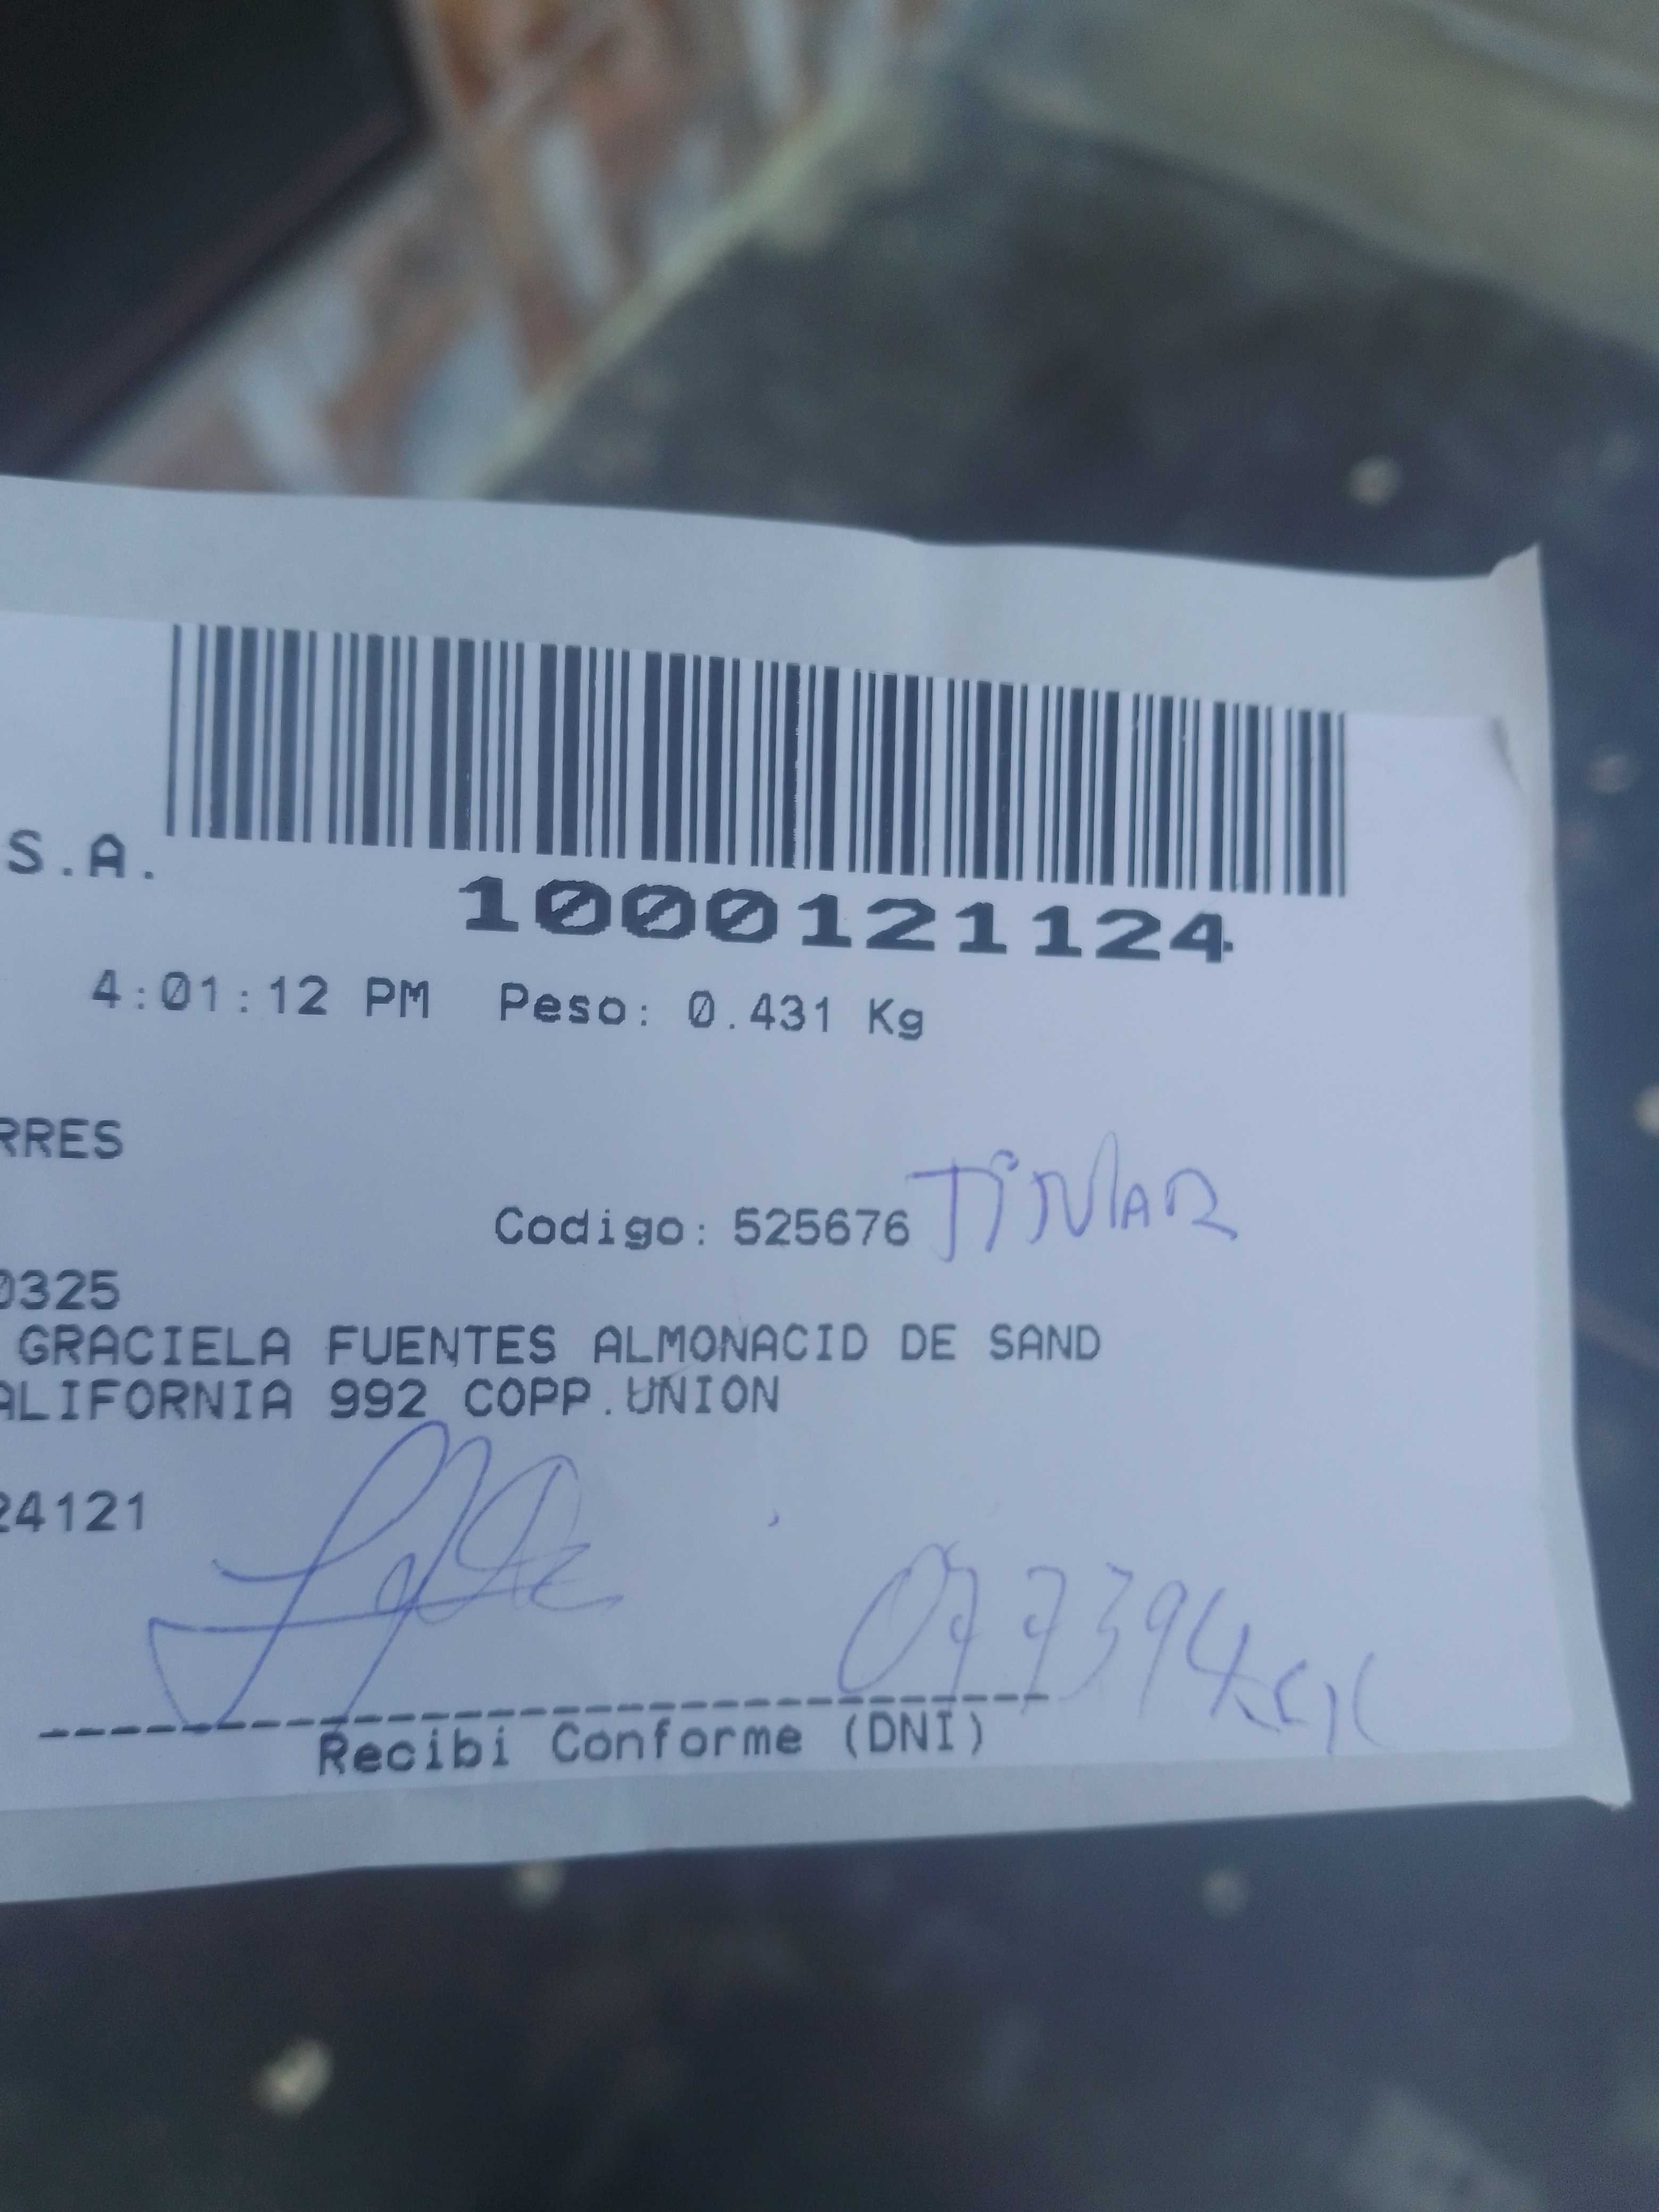 S.A.
1000121124
4:01:12 PM Peso: 0.431 Kg
RRES
Codigo: 525676 TITULAR
0325
GRACIELA FUENTES ALMONACID DE SAND
ALIFORNIA 992 COPP.UNION
24121
Recibi Conforme (DNI)